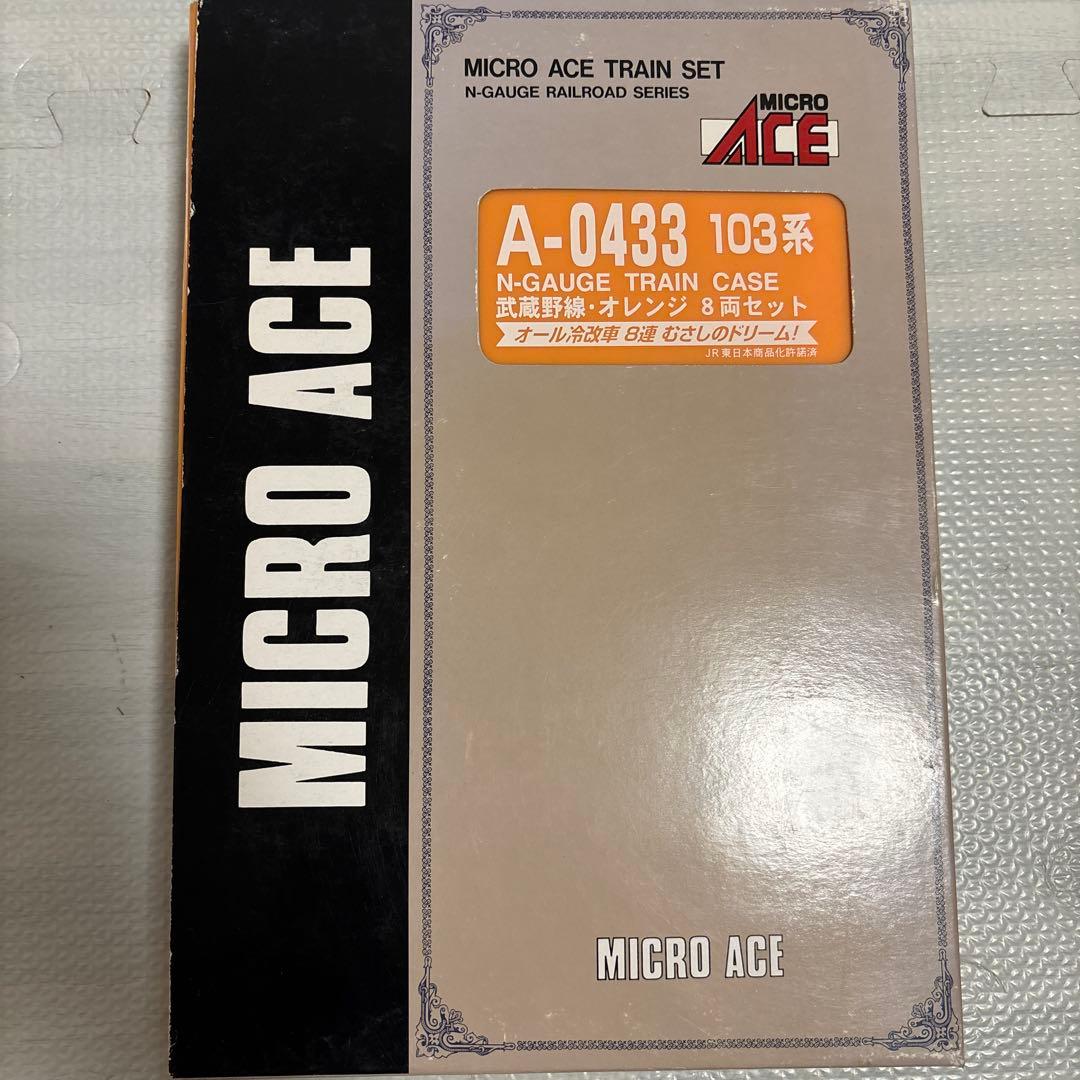 MICRO ACE
MICRO ACE TRAIN SET
N-GAUGE RAILROAD SERIES
MICRO
ACE
A-0433 103系
N-GAUGE TRAIN CASE
武蔵野線・オレンジ 8両セット
オール冷改車 8連 むさしのドリーム!
JR東日本商品化許諾済
MICRO ACE